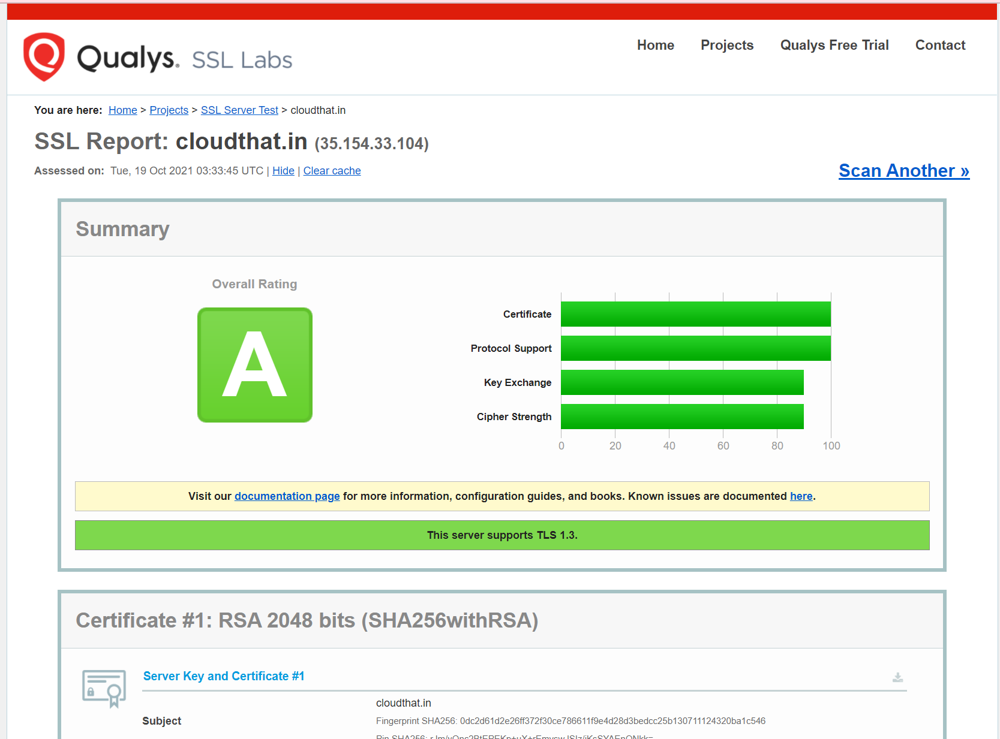 Qualys. SSL Labs
Home Projects Qualys Free Trial Contact
You are here: Home > Projects > SSL Server Test > cloudthat.in
SSL Report: cloudthat.in (35.154.33.104)
Assessed on: Tue, 19 Oct 2021 03:33:45 UTC | Hide | Clear cache
Scan Another »
Summary
Overall Rating
A
Certificate
Protocol Support
Key Exchange
Cipher Strength
0 20 40 60 80 100
Visit our documentation page for more information, configuration guides, and books. Known issues are documented here.
This server supports TLS 1.3.
Certificate #1: RSA 2048 bits (SHA256withRSA)
Server Key and Certificate #1
Subject
cloudthat.in
Fingerprint SHA256: 0dc2d61d2e26ff372f30ce786611f9e4d28d3bedcc25b130711124320ba1c546
Pin SHA256: